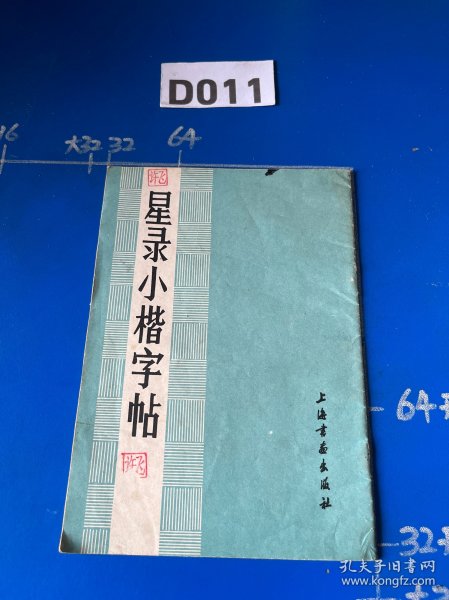 D011
16
大32
32
64
星录小楷字帖
上海书画出版社
64开
32开
孔夫子旧书网
www.kongfz.com